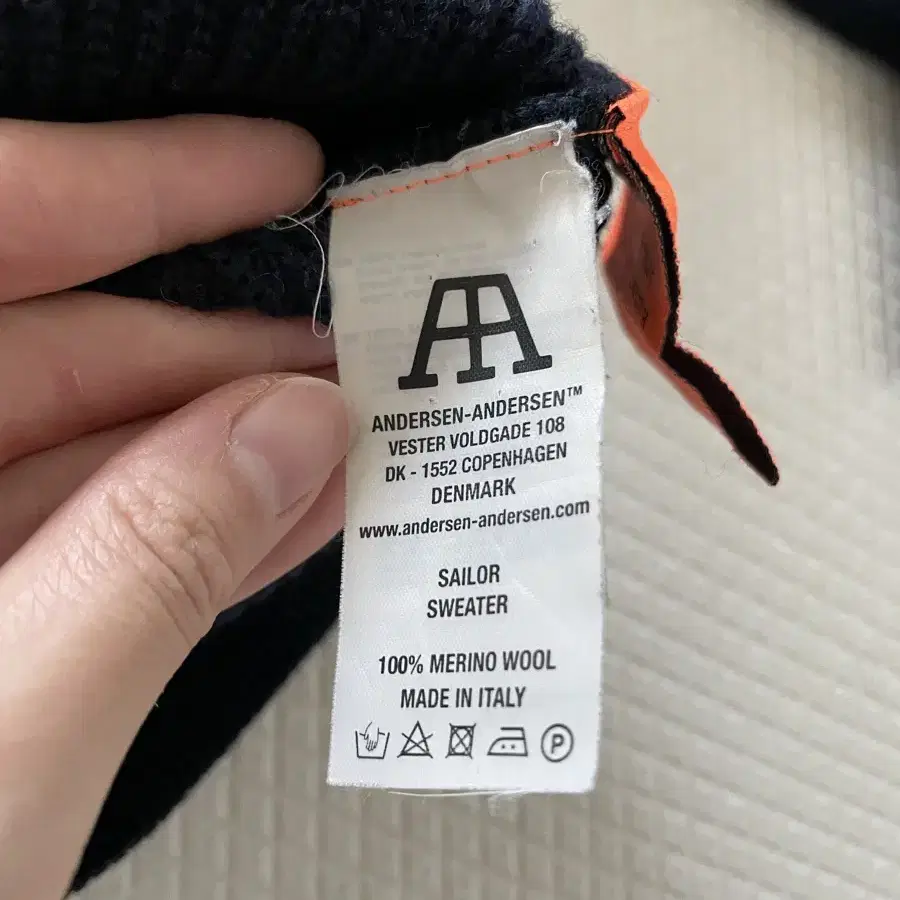 ANDERSEN-ANDERSEN™
VESTER VOLDGADE 108
DK - 1552 COPENHAGEN
DENMARK
www.andersen-andersen.com
SAILOR
SWEATER
100% MERINO WOOL
MADE IN ITALY
P